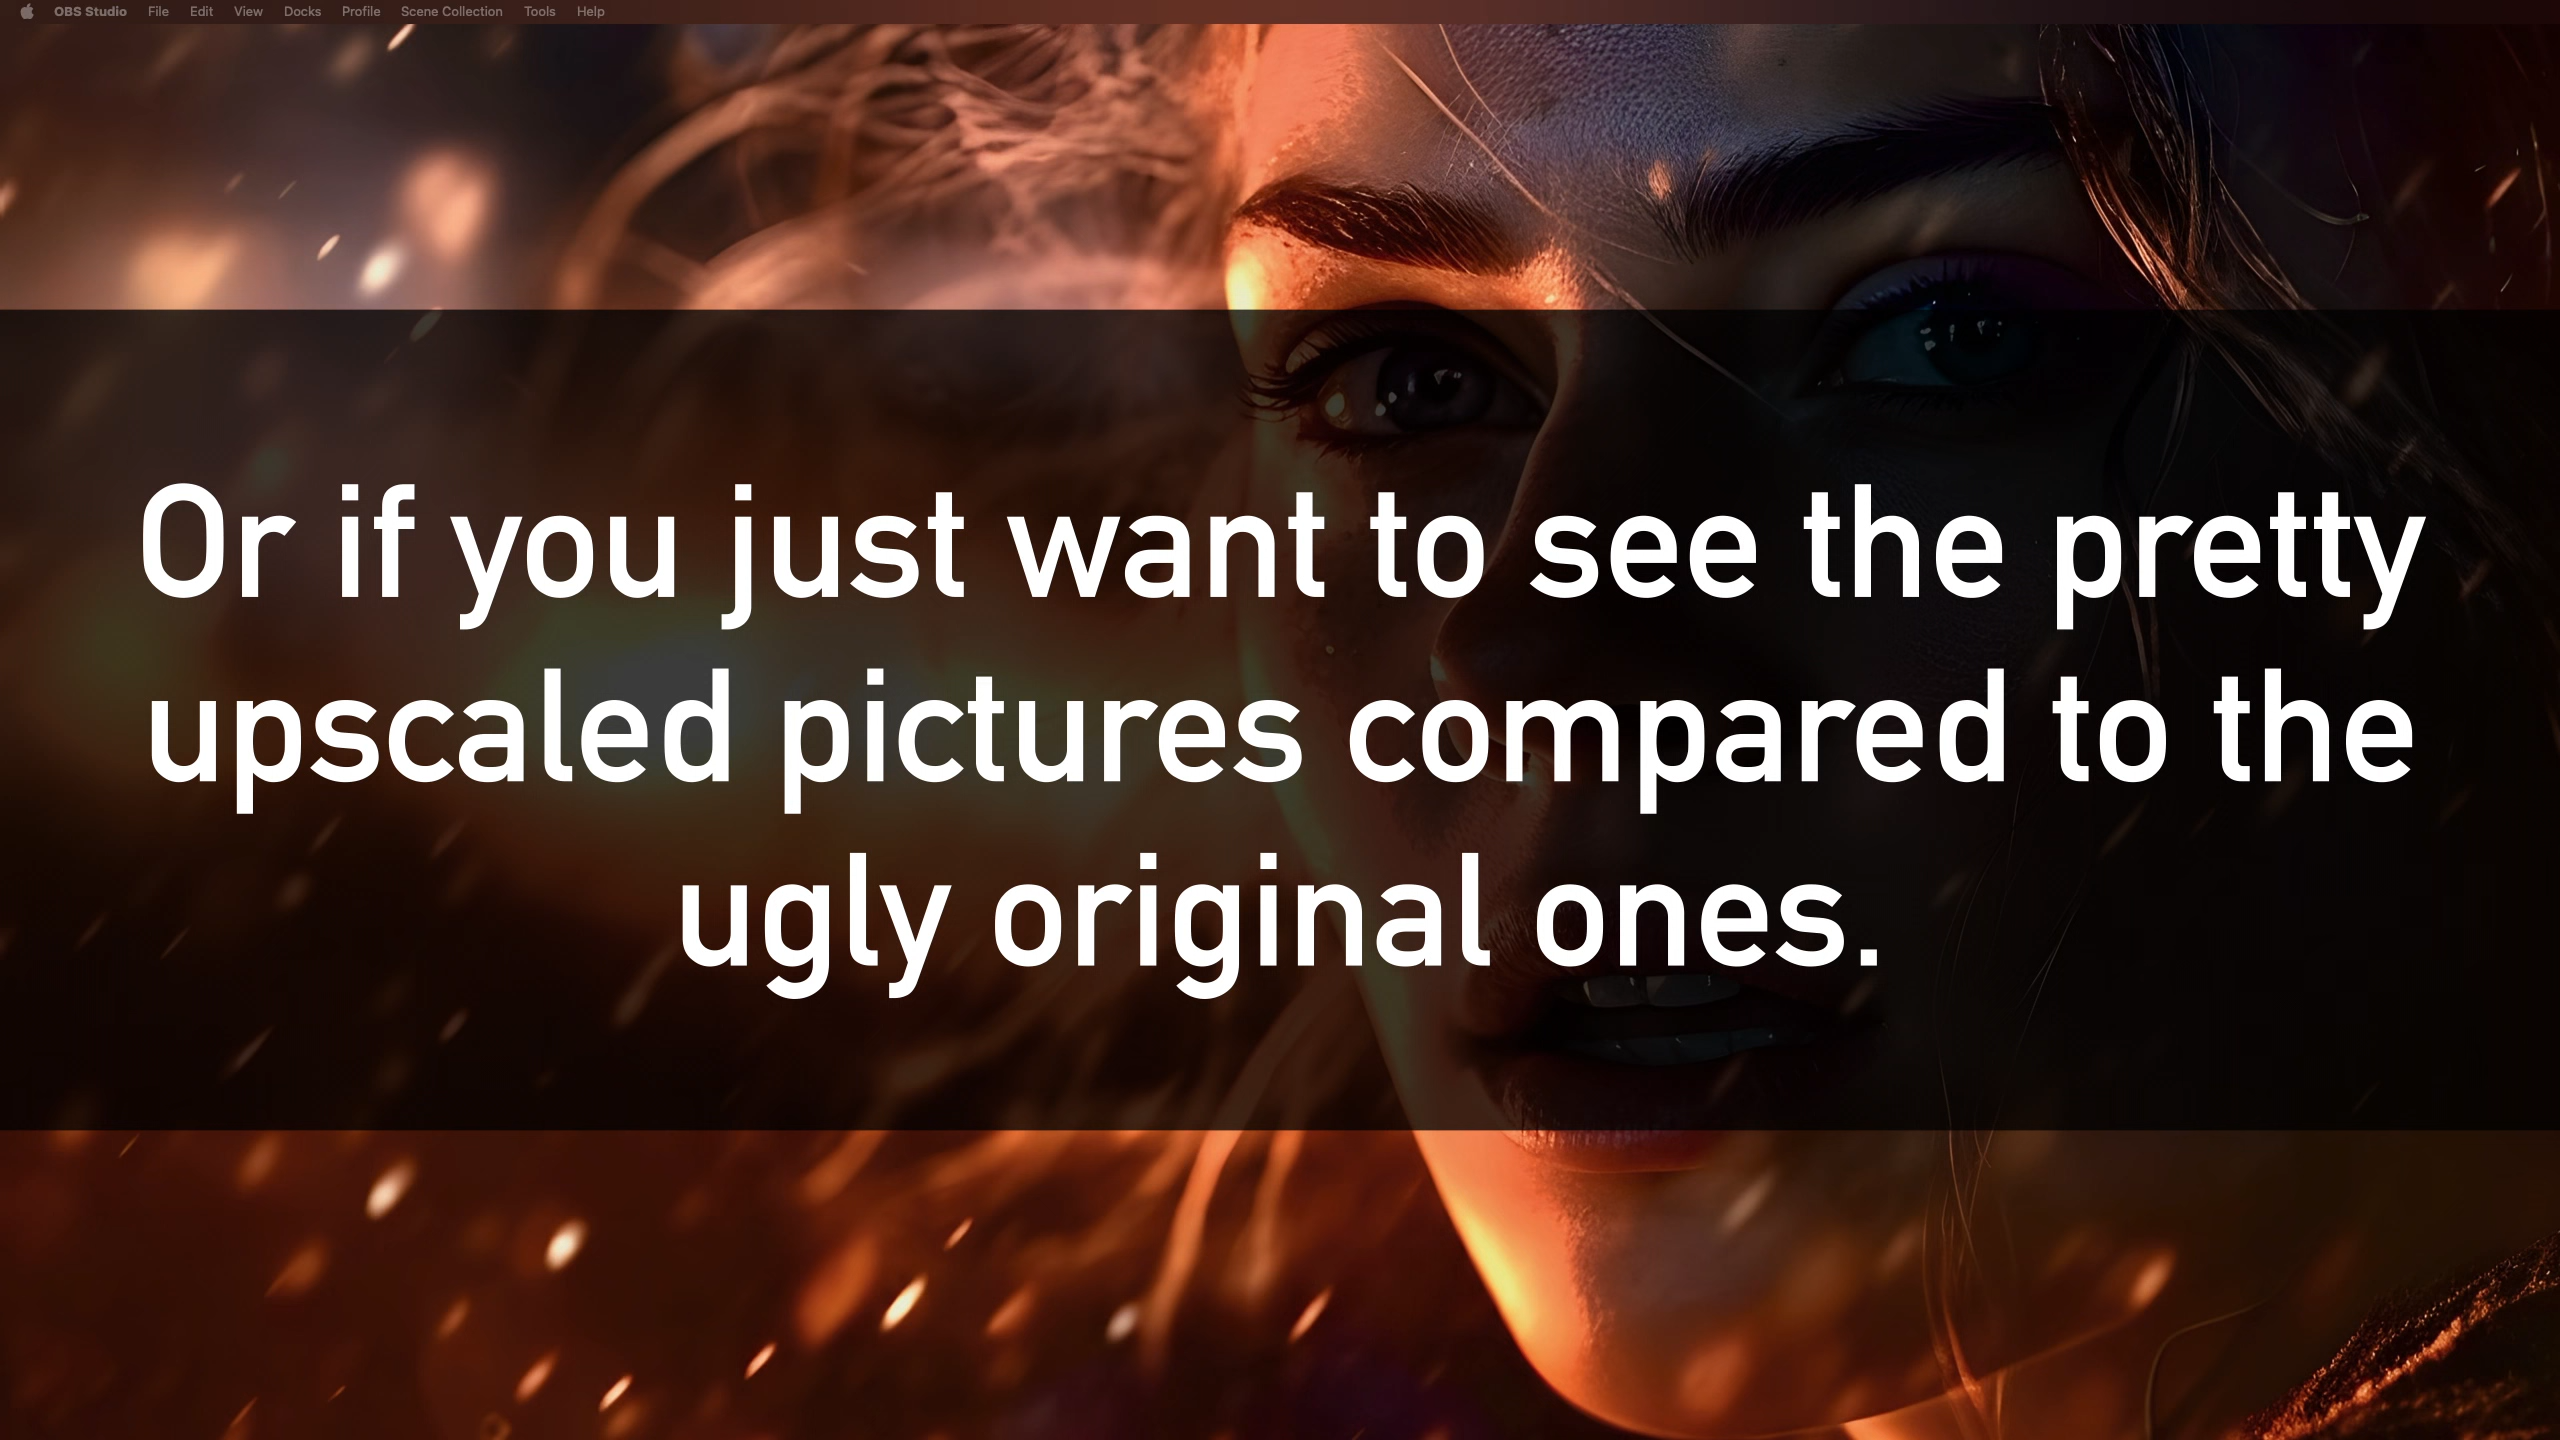 OBS Studio File Edit View Docks Profile Scene Collection Tools Help
Or if you just want to see the pretty
upscaled pictures compared to the
ugly original ones.